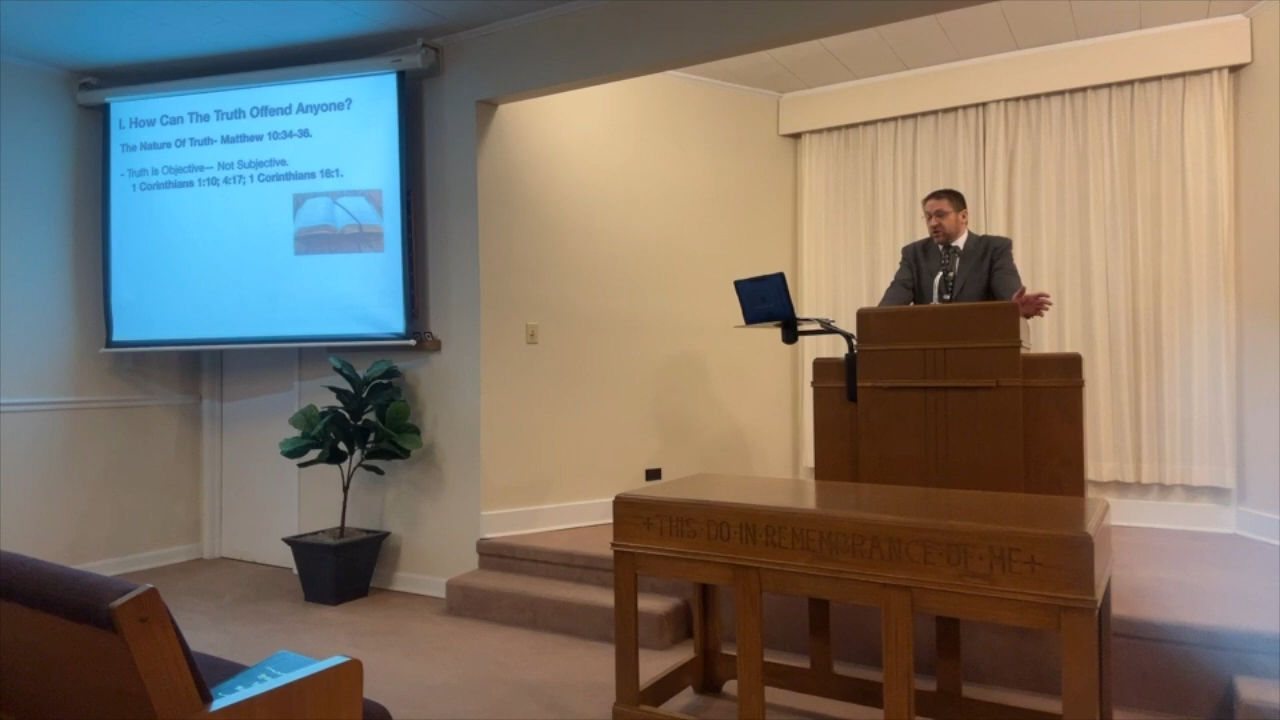 I. How Can The Truth Offend Anyone?
The Nature Of Truth- Matthew 10:34-36.
- Truth Is Objective— Not Subjective.
1 Corinthians 1:10; 4:17; 1 Corinthians 16:1.
+THIS·DO·IN·REMEMBRANCE·OF·ME+